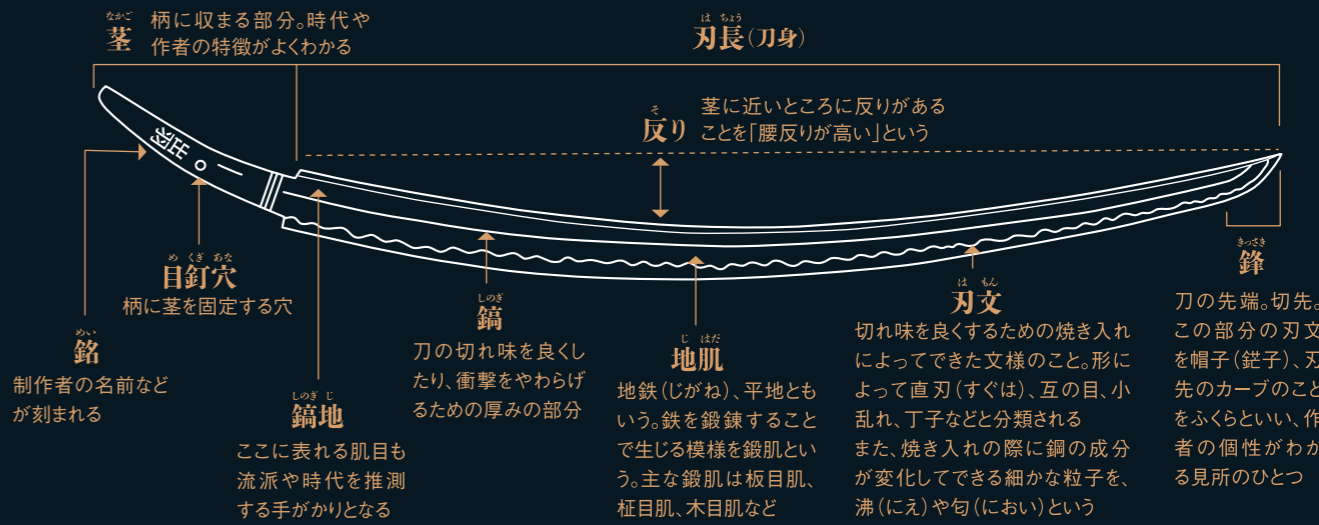 なかご
茎
柄に収まる部分。時代や
作者の特徴がよくわかる
は ちょう
刃長(刀身)
そ
反り
茎に近いところに反りがある
ことを「腰反りが高い」という
めい
銘
制作者の名前など
が刻まれる
め くぎ あな
目釘穴
柄に茎を固定する穴
しのぎ じ
鎬地
ここに表れる肌目も
流派や時代を推測
する手がかりとなる
しのぎ
鎬
刀の切れ味を良くし
たり、衝撃をやわらげ
るための厚みの部分
じ はだ
地肌
地鉄(じがね)、平地とも
いう。鉄を鍛錬すること
で生じる模様を鍛肌とい
う。主な鍛肌は板目肌、
柾目肌、木目肌など
は もん
刃文
切れ味を良くするための焼き入れ
によってできた文様のこと。形に
よって直刃(すぐは)、互の目、小
乱れ、丁子などと分類される
また、焼き入れの際に鋼の成分
が変化してできる細かな粒子を、
沸(にえ)や匂(におい)という
きっさき
鋒
刀の先端。切先。
この部分の刃文
を帽子(鋩子)、刃
先のカーブのこと
をふくらといい、作
者の個性がわか
る見所のひとつ